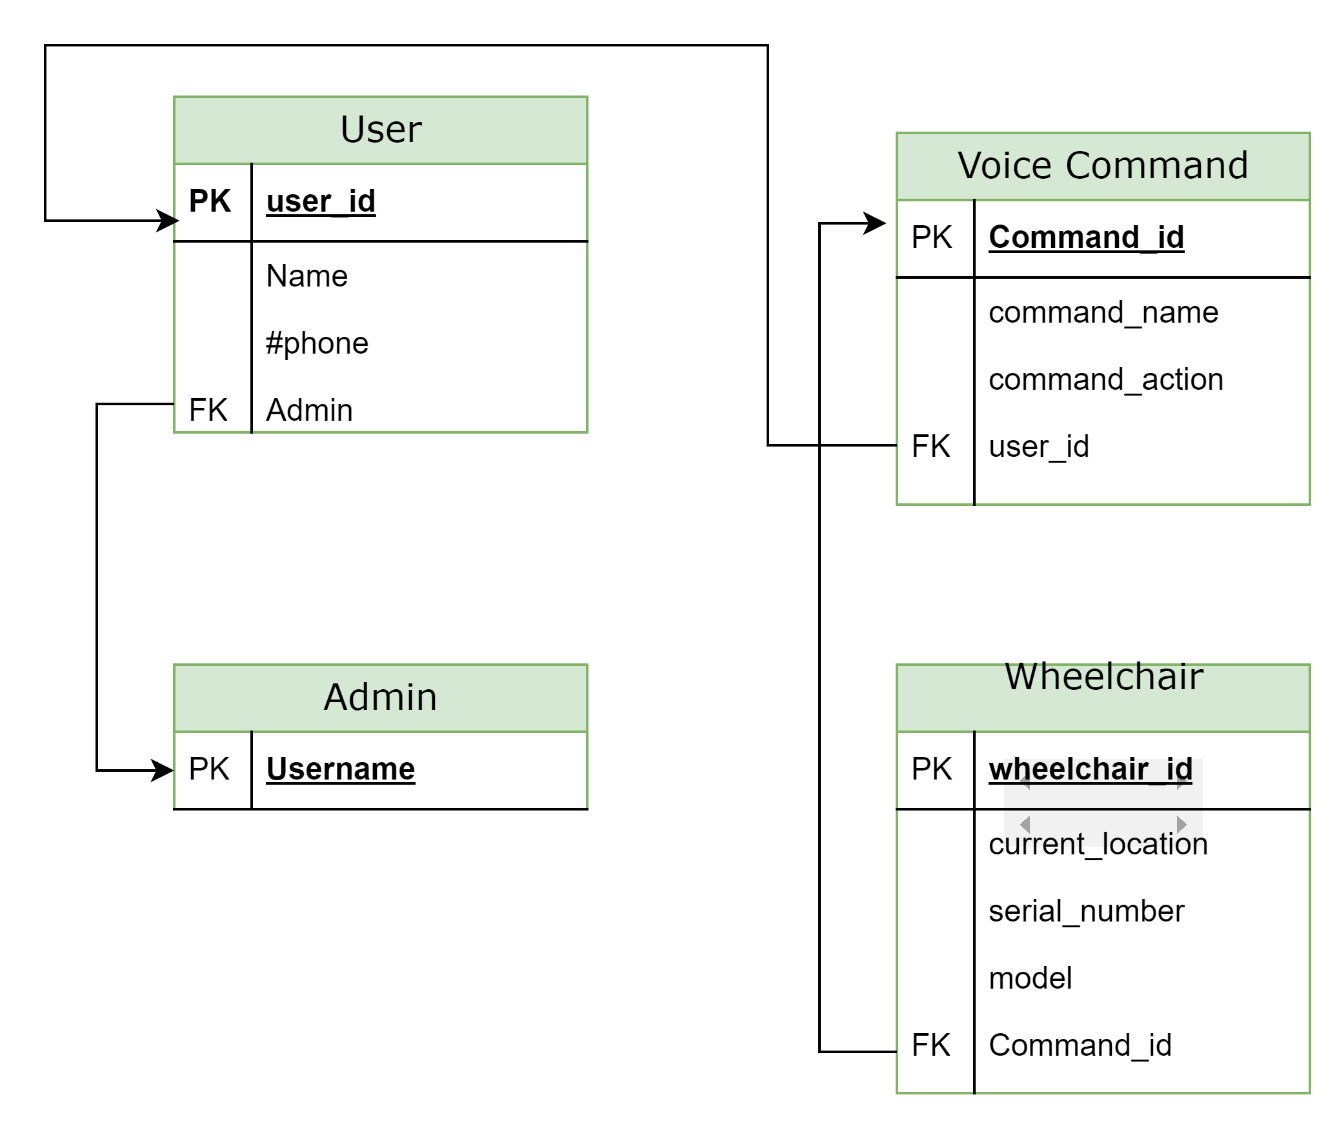 User
PK user_id
Name
#phone
FK Admin
Voice Command
PK Command_id
command_name
command_action
FK user_id
Admin
PK Username
Wheelchair
PK wheelchair_id
current_location
serial_number
model
FK Command_id